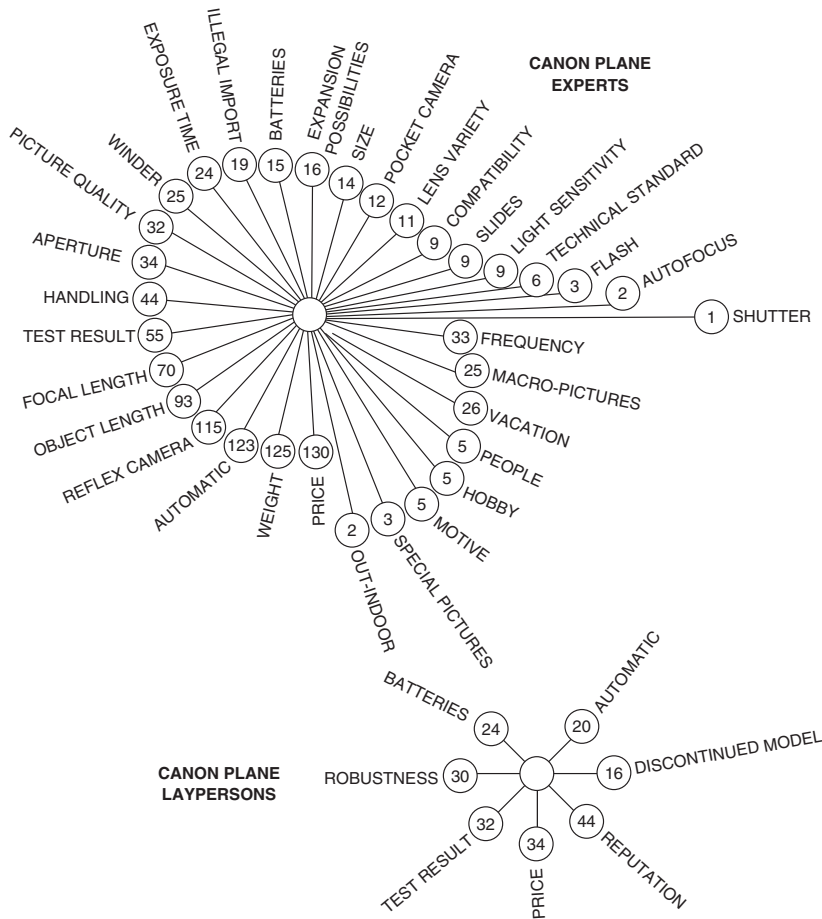 CANON PLANE
EXPERTS
EXPOSURE TIME
24
ILLEGAL IMPORT
19
BATTERIES
15
EXPANSION
POSSIBILITIES
16
SIZE
14
POCKET CAMERA
12
LENS VARIETY
11
COMPATIBILITY
9
SLIDES
9
LIGHT SENSITIVITY
9
TECHNICAL STANDARD
6
FLASH
3
AUTOFOCUS
2
SHUTTER
1
FREQUENCY
33
MACRO-PICTURES
25
VACATION
26
PEOPLE
5
HOBBY
5
MOTIVE
5
SPECIAL PICTURES
3
OUT-INDOOR
2
PRICE
130
WEIGHT
125
AUTOMATIC
123
REFLEX CAMERA
115
OBJECT LENGTH
93
FOCAL LENGTH
70
TEST RESULT
55
HANDLING
44
APERTURE
34
PICTURE QUALITY
32
WINDER
25
CANON PLANE
LAYPERSONS
BATTERIES
24
AUTOMATIC
20
DISCONTINUED MODEL
16
REPUTATION
44
PRICE
34
TEST RESULT
32
ROBUSTNESS
30